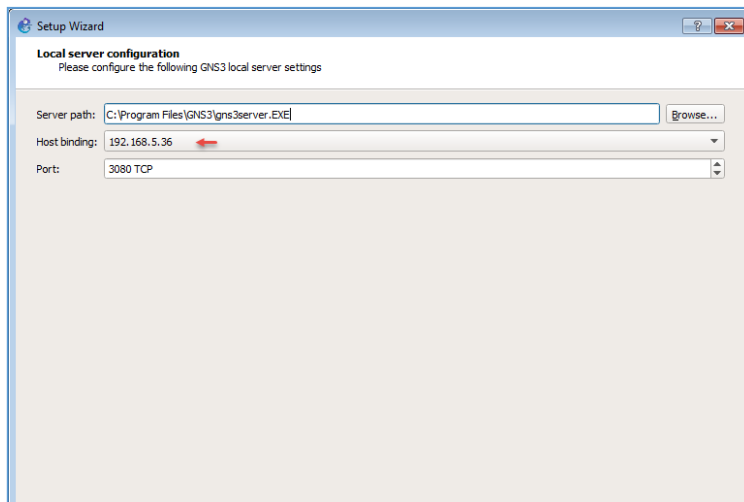 Setup Wizard
Local server configuration
Please configure the following GNS3 local server settings
Server path: C:\Program Files\GNS3\gns3server.EXE Browse...
Host binding: 192.168.5.36
Port: 3080 TCP